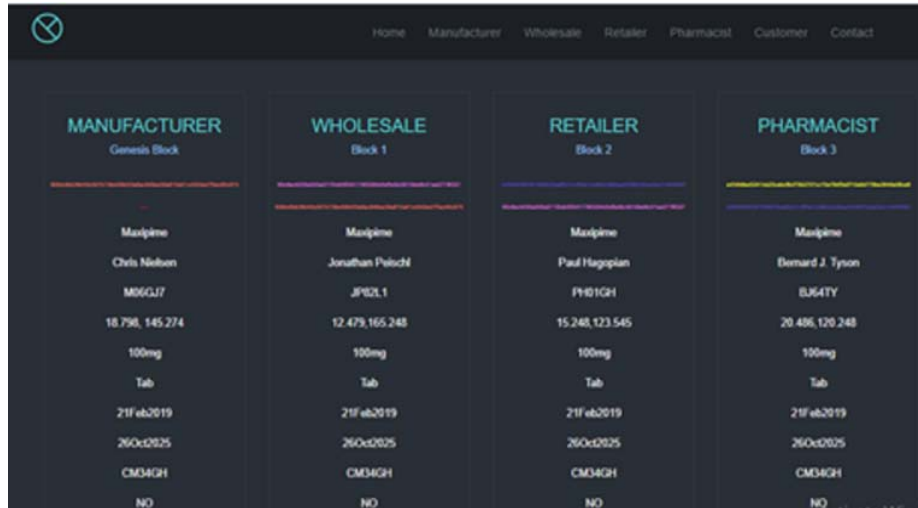 Home Manufacturer Wholesale Retailer Pharmacist Customer Contact
MANUFACTURER
Genesis Block
Maxipime
Chris Nielsen
M06GJ7
18.798, 145.274
100mg
Tab
21Feb2019
26Oct2025
CM34GH
NO
WHOLESALE
Block 1
Maxipime
Jonathan Peischl
JP82L1
12.479,165.248
100mg
Tab
21Feb2019
26Oct2025
CM34GH
NO
RETAILER
Block 2
Maxipime
Paul Hagopian
PH01GH
15.248,123.545
100mg
Tab
21Feb2019
26Oct2025
CM34GH
NO
PHARMACIST
Block 3
Maxipime
Bernard J. Tyson
BJ64TY
20.486,120.248
100mg
Tab
21Feb2019
26Oct2025
CM34GH
NO